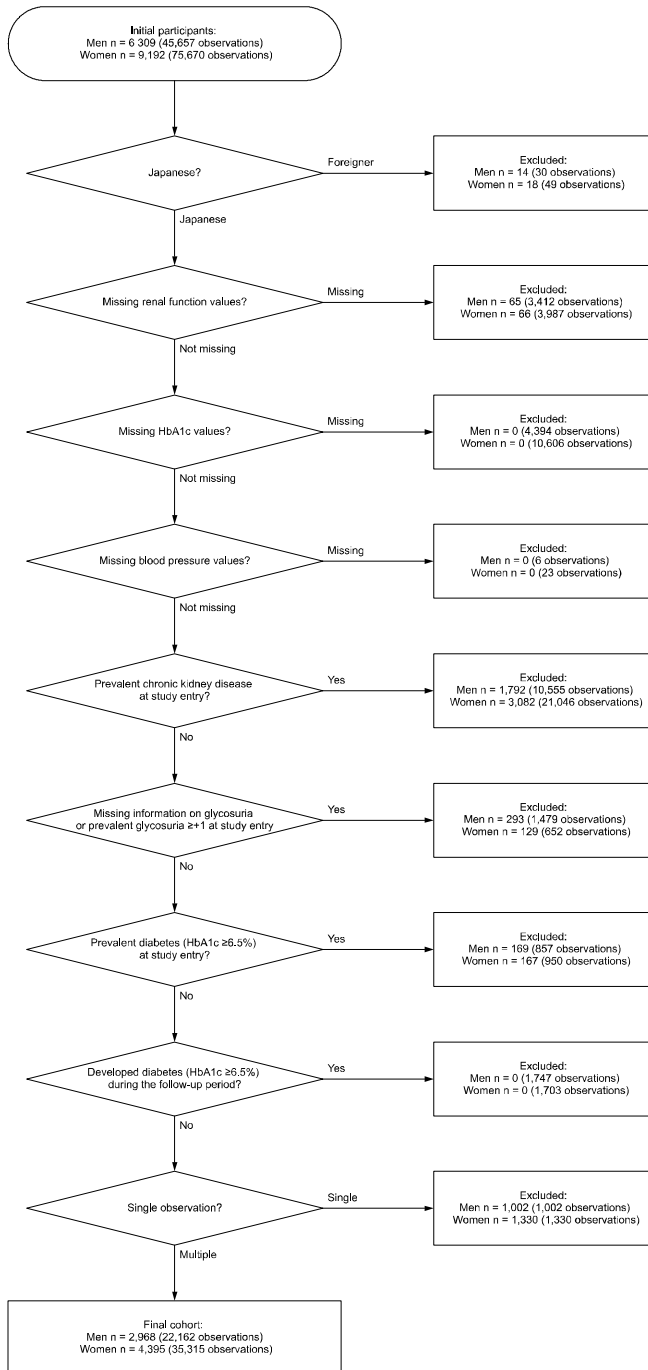 Initial participants:
Men n = 6 309 (45,657 observations)
Women n = 9,192 (75,670 observations)
Japanese?
Foreigner
Excluded:
Men n = 14 (30 observations)
Women n = 18 (49 observations)
Japanese
Missing renal function values?
Missing
Excluded:
Men n = 65 (3,412 observations)
Women n = 66 (3,987 observations)
Not missing
Missing HbA1c values?
Missing
Excluded:
Men n = 0 (4,394 observations)
Women n = 0 (10,606 observations)
Not missing
Missing blood pressure values?
Missing
Excluded:
Men n = 0 (6 observations)
Women n = 0 (23 observations)
Not missing
Prevalent chronic kidney disease
at study entry?
Yes
Excluded:
Men n = 1,792 (10,555 observations)
Women n = 3,082 (21,046 observations)
No
Missing information on glycosuria
or prevalent glycosuria ≥+1 at study entry
Yes
Excluded:
Men n = 293 (1,479 observations)
Women n = 129 (652 observations)
No
Prevalent diabetes (HbA1c ≥6.5%)
at study entry?
Yes
Excluded:
Men n = 169 (857 observations)
Women n = 167 (950 observations)
No
Developed diabetes (HbA1c ≥6.5%)
during the follow-up period?
Yes
Excluded:
Men n = 0 (1,747 observations)
Women n = 0 (1,703 observations)
No
Single observation?
Single
Excluded:
Men n = 1,002 (1,002 observations)
Women n = 1,330 (1,330 observations)
Multiple
Final cohort:
Men n = 2,968 (22,162 observations)
Women n = 4,395 (35,315 observations)